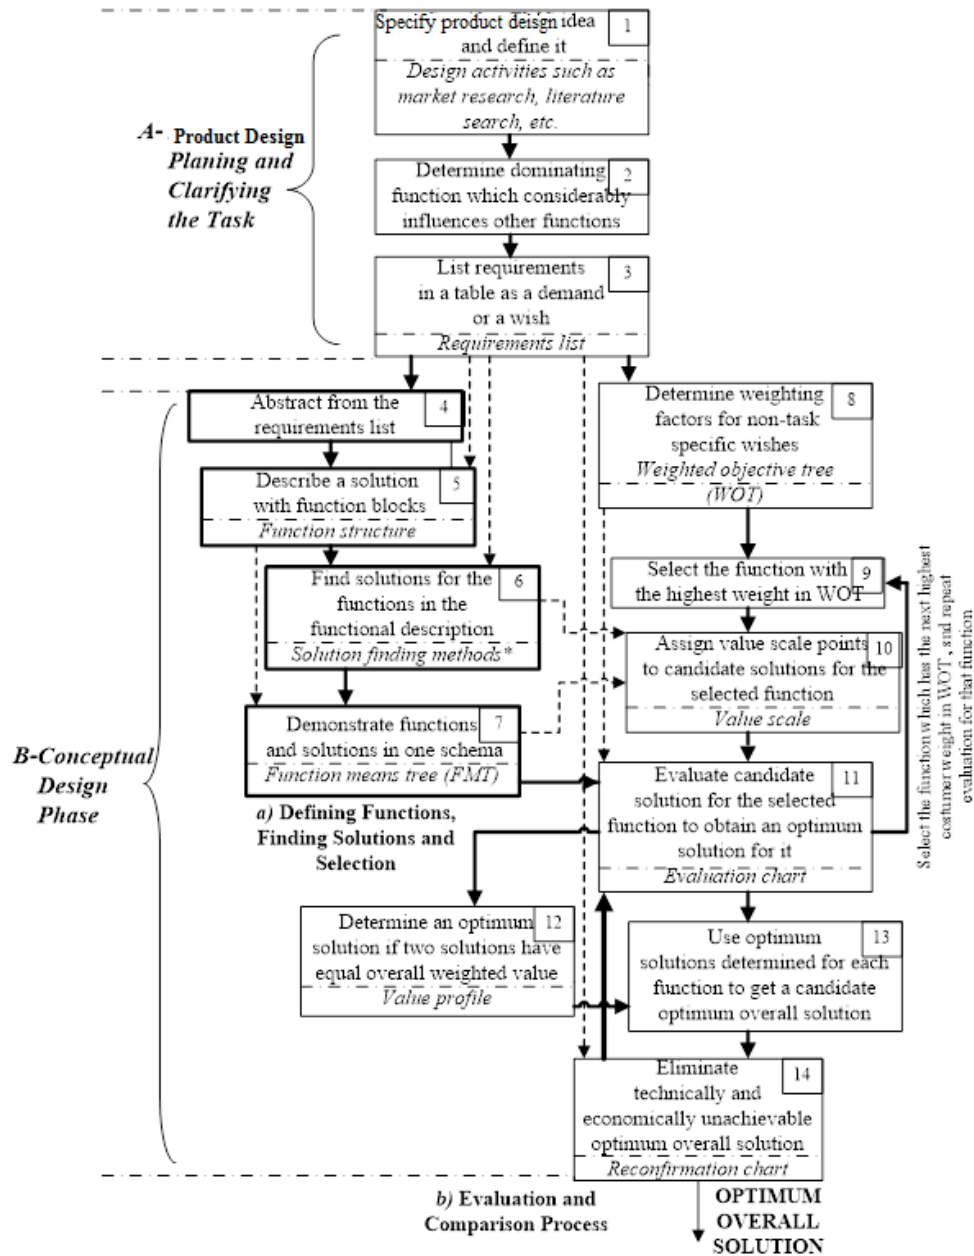 Specify product deisgn idea
and define it
1
Design activities such as
market research, literature
search, etc.
A- Product Design
Planing and
Clarifying
the Task
Determine dominating
function which considerably
influences other functions
2
List requirements
in a table as a demand
or a wish
3
Requirements list
Abstract from the
requirements list
4
Describe a solution
with function blocks
5
Function structure
Find solutions for the
functions in the
functional description
6
Solution finding methods*
Demonstrate functions
and solutions in one schema
7
Function means tree (FMT)
a) Defining Functions,
Finding Solutions and
Selection
B-Conceptual
Design
Phase
Determine weighting
factors for non-task
specific wishes
8
Weighted objective tree
(WOT)
Select the function with
the highest weight in WOT
9
Assign value scale points
to candidate solutions for the
selected function
10
Value scale
Evaluate candidate
solution for the selected
function to obtain an optimum
solution for it
11
Evaluation chart
Select the function which has the next highest
costumer weight in WOT, snd repeat
evaluation for that function
Determine an optimum
solution if two solutions have
equal overall weighted value
12
Value profile
Use optimum
solutions determined for each
function to get a candidate
optimum overall solution
13
Eliminate
technically and
economically unachievable
optimum overall solution
14
Reconfirmation chart
b) Evaluation and
Comparison Process
OPTIMUM
OVERALL
SOLUTION